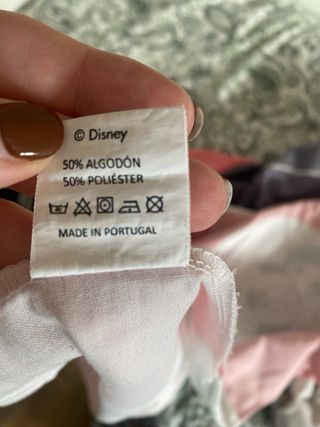 © Disney
50% ALGODÓN
50% POLIÉSTER
MADE IN PORTUGAL